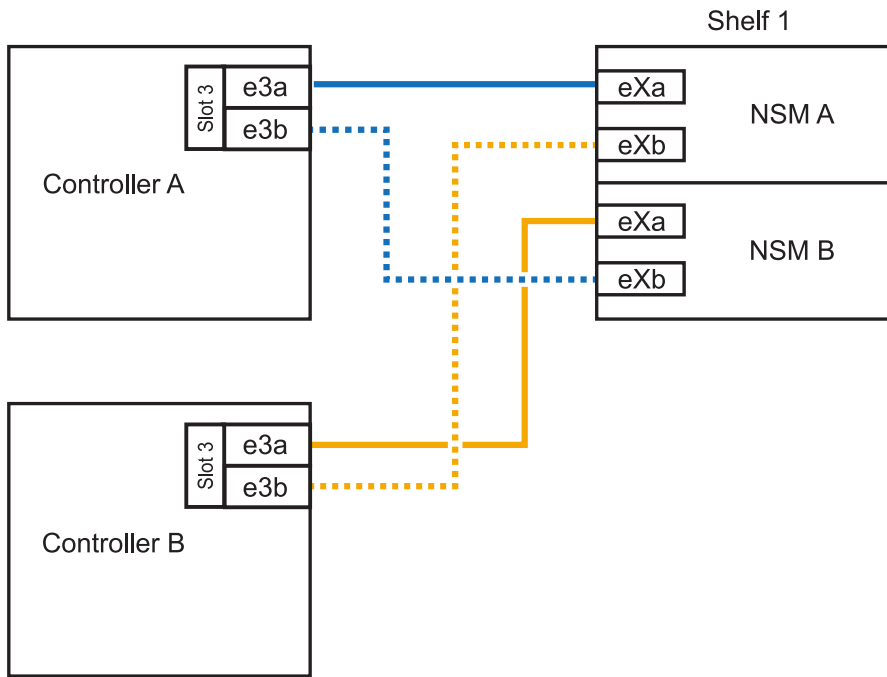 Shelf 1
Slot 3
e3a
e3b
Controller A
eXa
eXb
NSM A
eXa
eXb
NSM B
Slot 3
e3a
e3b
Controller B